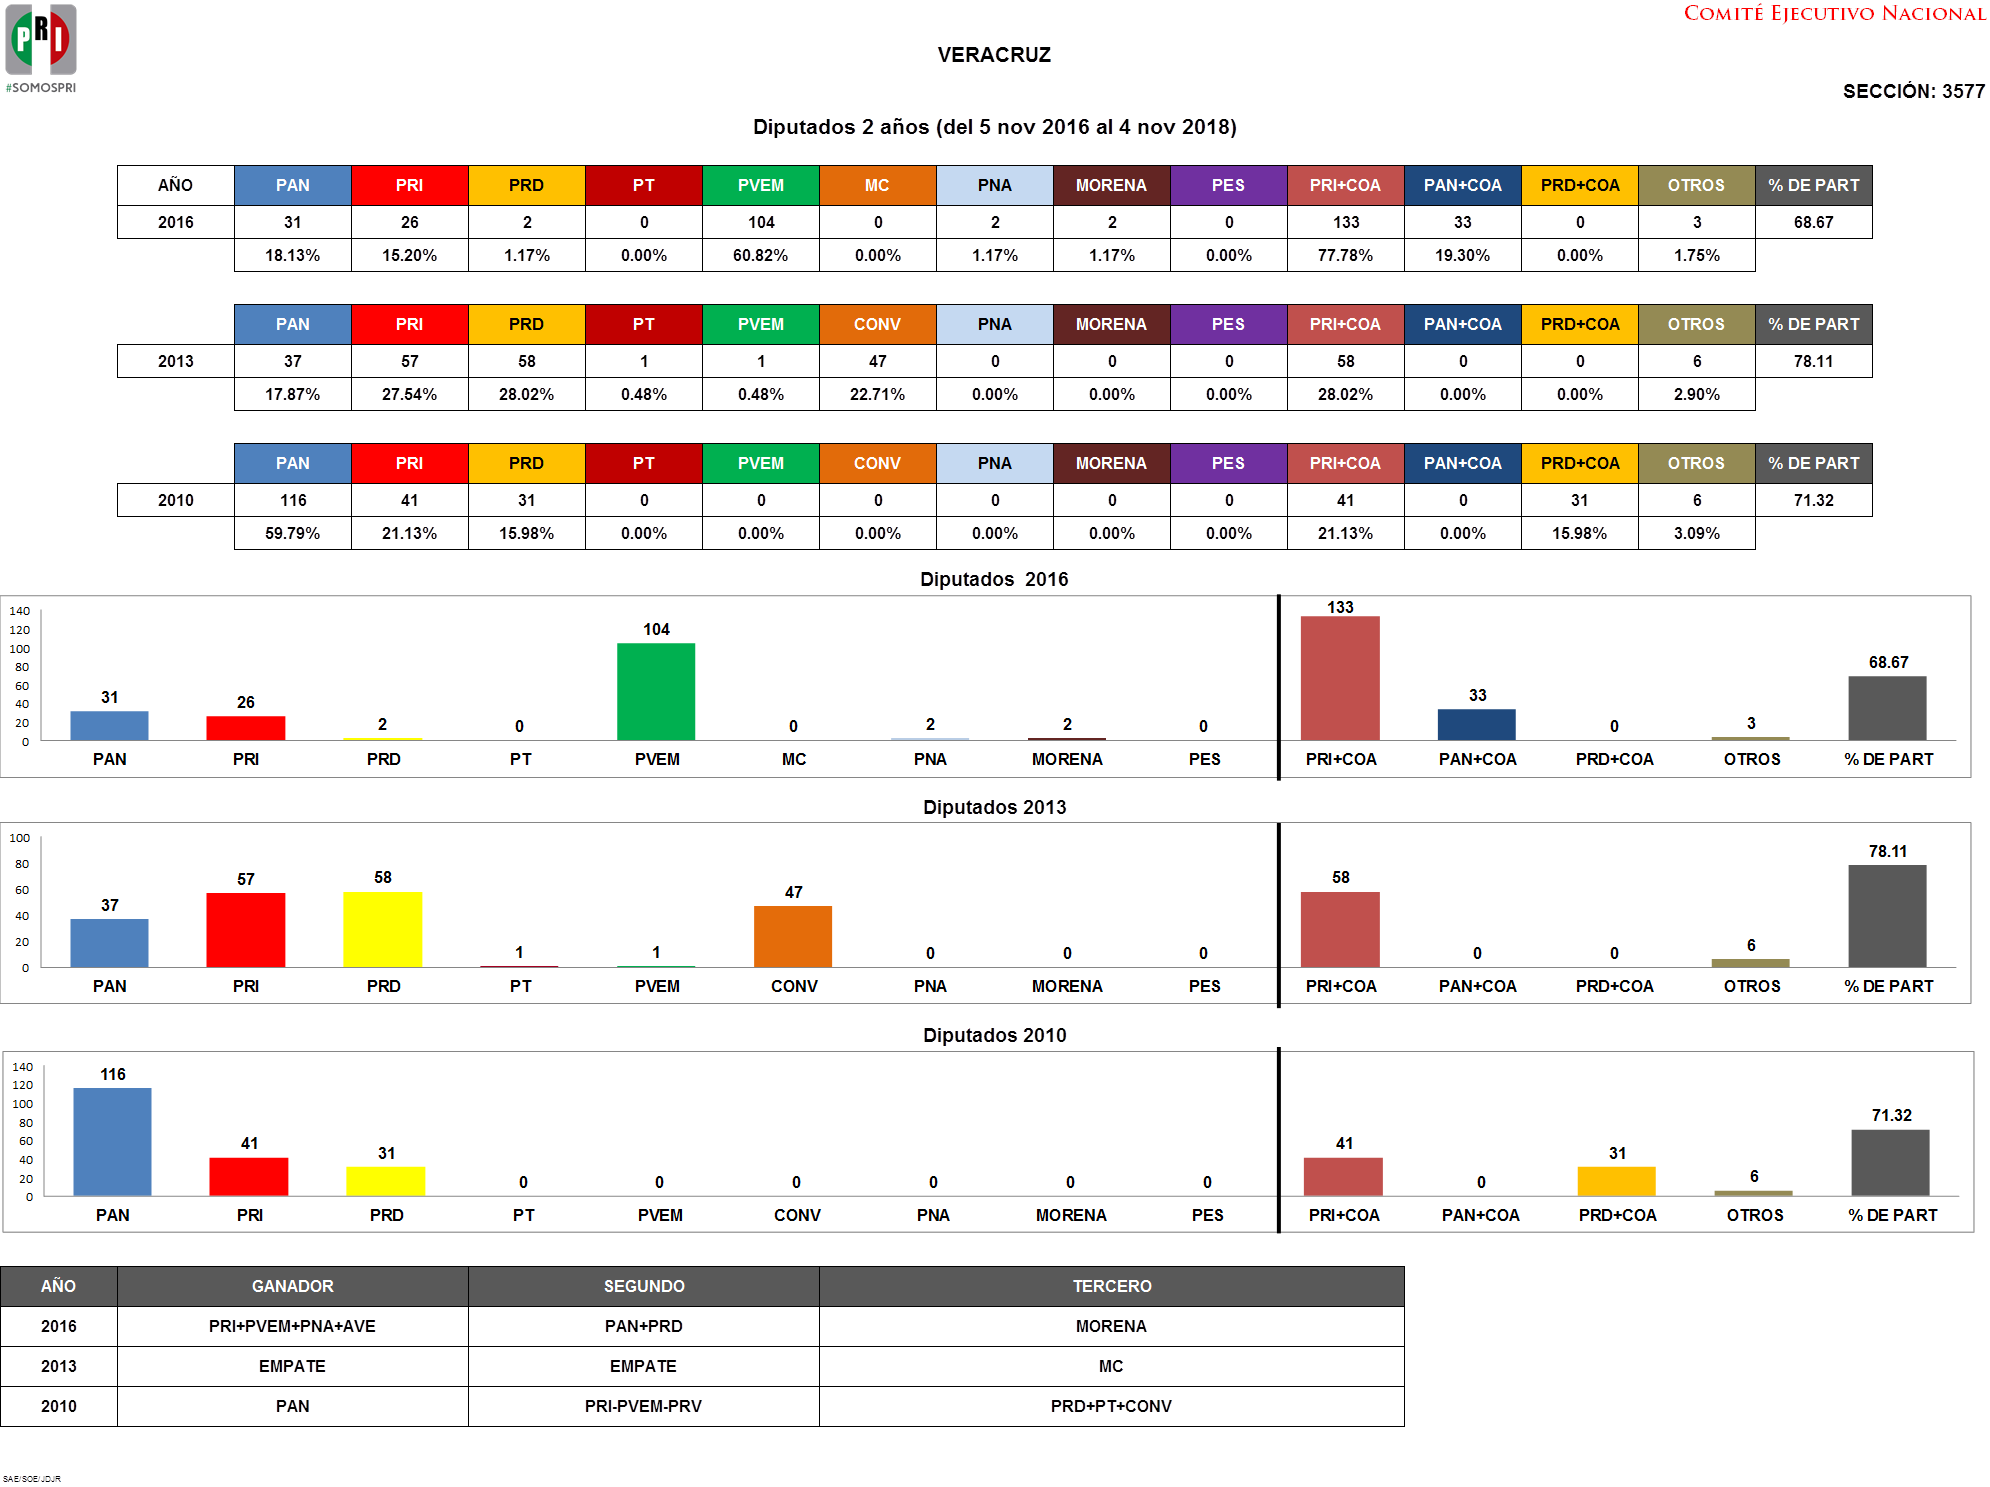 PRI
#SOMOSPRI
COMITÉ EJECUTIVO NACIONAL
VERACRUZ
SECCIÓN: 3577
Diputados 2 años (del 5 nov 2016 al 4 nov 2018)
AÑO PAN PRI PRD PT PVEM MC PNA MORENA PES PRI+COA PAN+COA PRD+COA OTROS % DE PART
2016 31 26 2 0 104 0 2 2 0 133 33 0 3 68.67
18.13% 15.20% 1.17% 0.00% 60.82% 0.00% 1.17% 1.17% 0.00% 77.78% 19.30% 0.00% 1.75%
PAN PRI PRD PT PVEM CONV PNA MORENA PES PRI+COA PAN+COA PRD+COA OTROS % DE PART
2013 37 57 58 1 1 47 0 0 0 58 0 0 6 78.11
17.87% 27.54% 28.02% 0.48% 0.48% 22.71% 0.00% 0.00% 0.00% 28.02% 0.00% 0.00% 2.90%
PAN PRI PRD PT PVEM CONV PNA MORENA PES PRI+COA PAN+COA PRD+COA OTROS % DE PART
2010 116 41 31 0 0 0 0 0 0 41 0 31 6 71.32
59.79% 21.13% 15.98% 0.00% 0.00% 0.00% 0.00% 0.00% 0.00% 21.13% 0.00% 15.98% 3.09%
Diputados 2016
140
120
100
80
60
40
20
0
31 26 2 0 104 0 2 2 0 133 33 0 3 68.67
PAN PRI PRD PT PVEM MC PNA MORENA PES PRI+COA PAN+COA PRD+COA OTROS % DE PART
Diputados 2013
100
80
60
40
20
0
37 57 58 1 1 47 0 0 0 58 0 0 6 78.11
PAN PRI PRD PT PVEM CONV PNA MORENA PES PRI+COA PAN+COA PRD+COA OTROS % DE PART
Diputados 2010
140
120
100
80
60
40
20
0
116 41 31 0 0 0 0 0 0 41 0 31 6 71.32
PAN PRI PRD PT PVEM CONV PNA MORENA PES PRI+COA PAN+COA PRD+COA OTROS % DE PART
AÑO GANADOR SEGUNDO TERCERO
2016 PRI+PVEM+PNA+AVE PAN+PRD MORENA
2013 EMPATE EMPATE MC
2010 PAN PRI-PVEM-PRV PRD+PT+CONV
SAE/SOE/JDJR